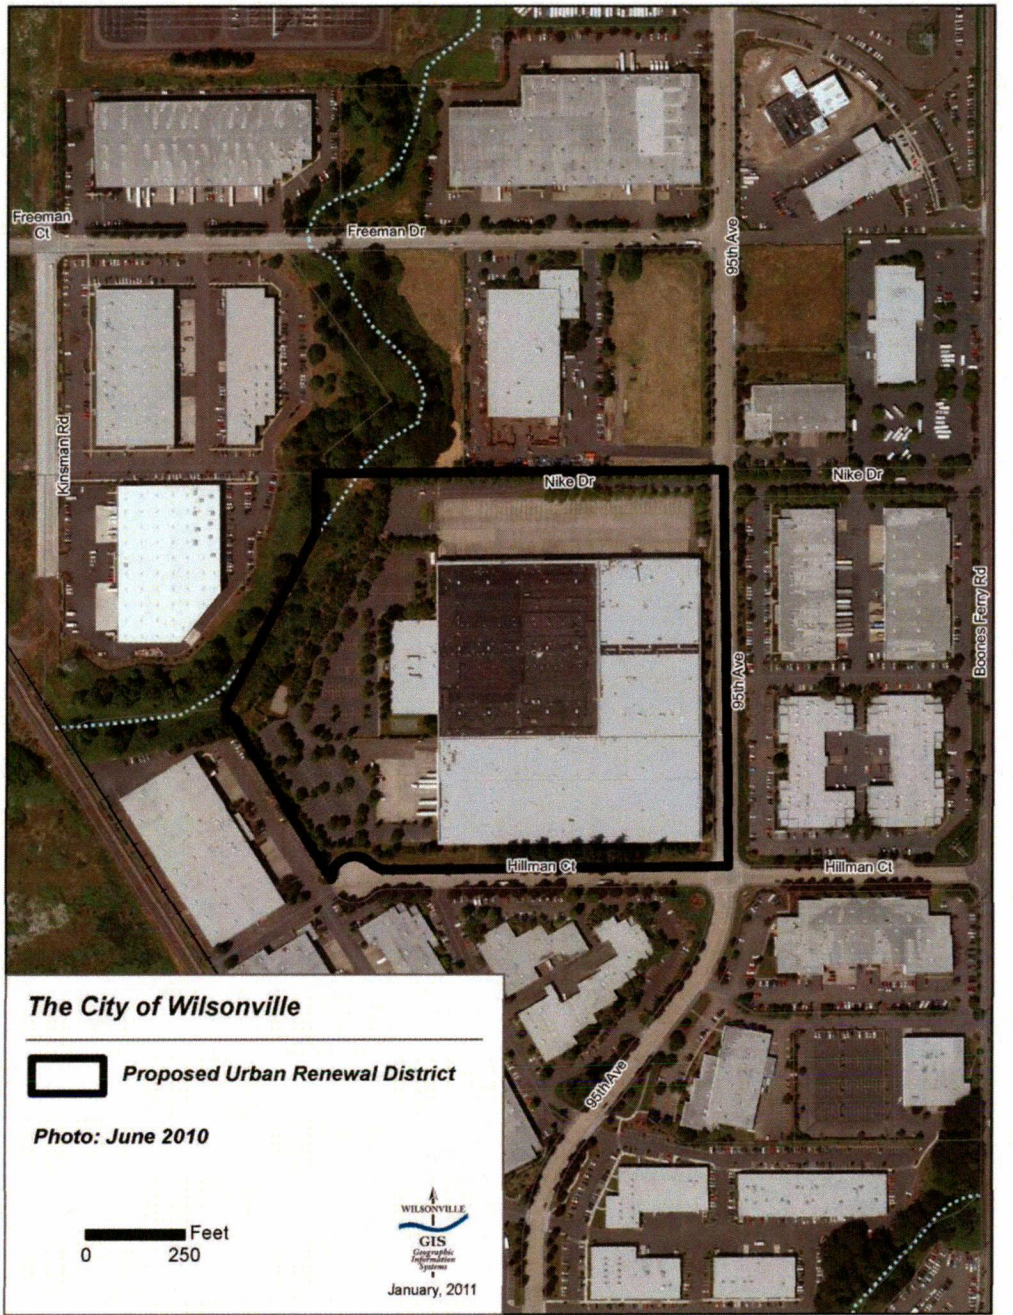 Freeman
Ct
Freeman Dr
95th Ave
Kinsman Rd
Nike Dr
Nike Dr
Boones Ferry Rd
95th Ave
Hillman Ct
Hillman Ct
95th Ave
The City of Wilsonville
Proposed Urban Renewal District
Photo: June 2010
Feet
0 250
WILSONVILLE
GIS
Geographic
Information
Systems
January, 2011